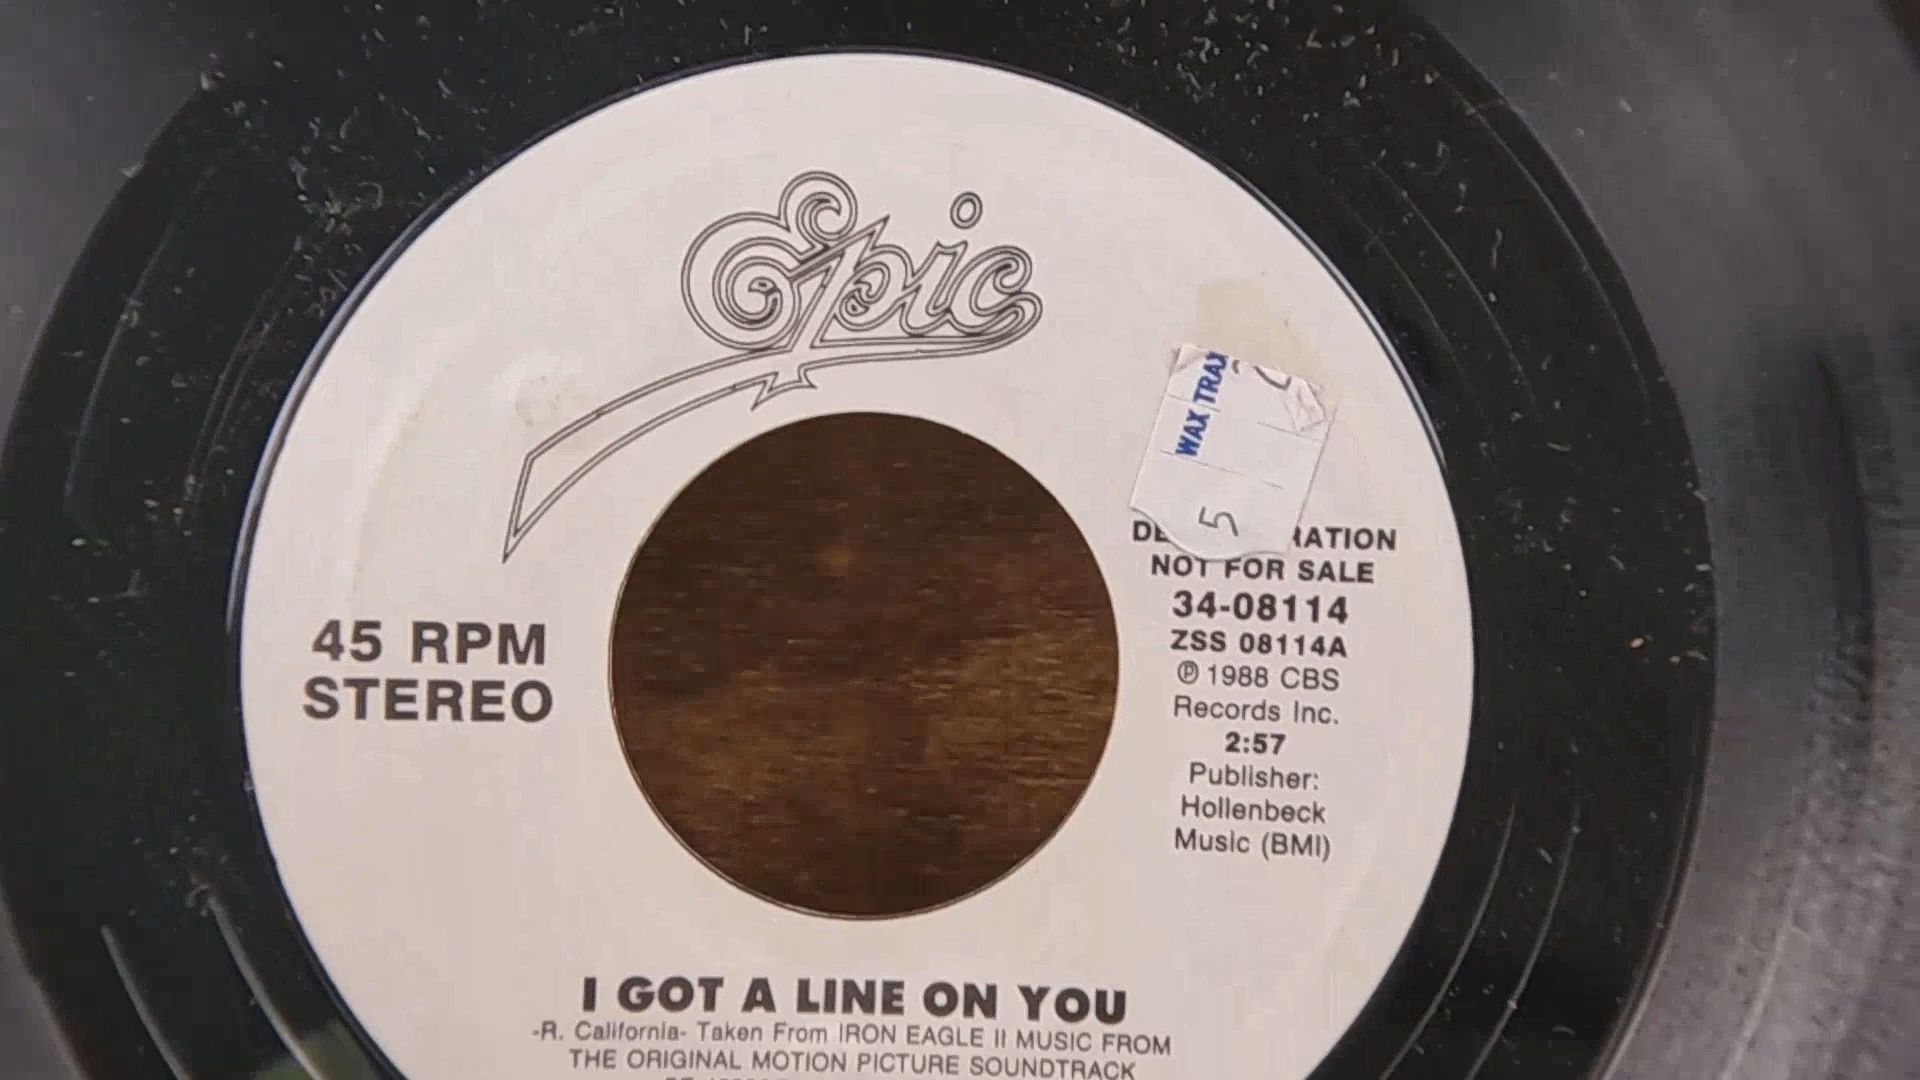 Epic
WAX TRAX
5
DE RATION
NOT FOR SALE
34-08114
ZSS 08114A
℗ 1988 CBS
Records Inc.
2:57
Publisher:
Hollenbeck
Music (BMI)
45 RPM
STEREO
I GOT A LINE ON YOU
-R. California- Taken From IRON EAGLE II MUSIC FROM
THE ORIGINAL MOTION PICTURE SOUNDTRACK